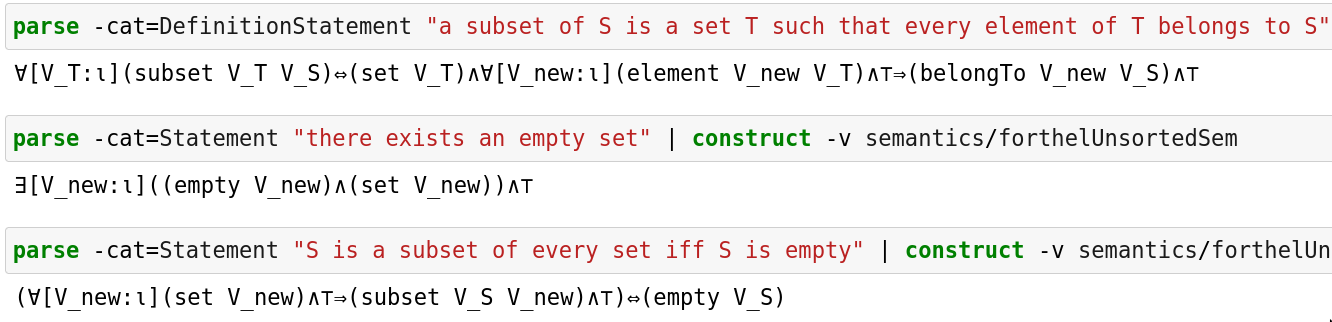 parse -cat=DefinitionStatement "a subset of S is a set T such that every element of T belongs to S"
∀[V_T:ι](subset V_T V_S)⇔(set V_T)∧∀[V_new:ι](element V_new V_T)∧⊤⇒(belongTo V_new V_S)∧⊤
parse -cat=Statement "there exists an empty set" | construct -v semantics/forthelUnsortedSem
∃[V_new:ι]((empty V_new)∧(set V_new))∧⊤
parse -cat=Statement "S is a subset of every set iff S is empty" | construct -v semantics/forthelUn
(∀[V_new:ι](set V_new)∧⊤⇒(subset V_S V_new)∧⊤)⇔(empty V_S)